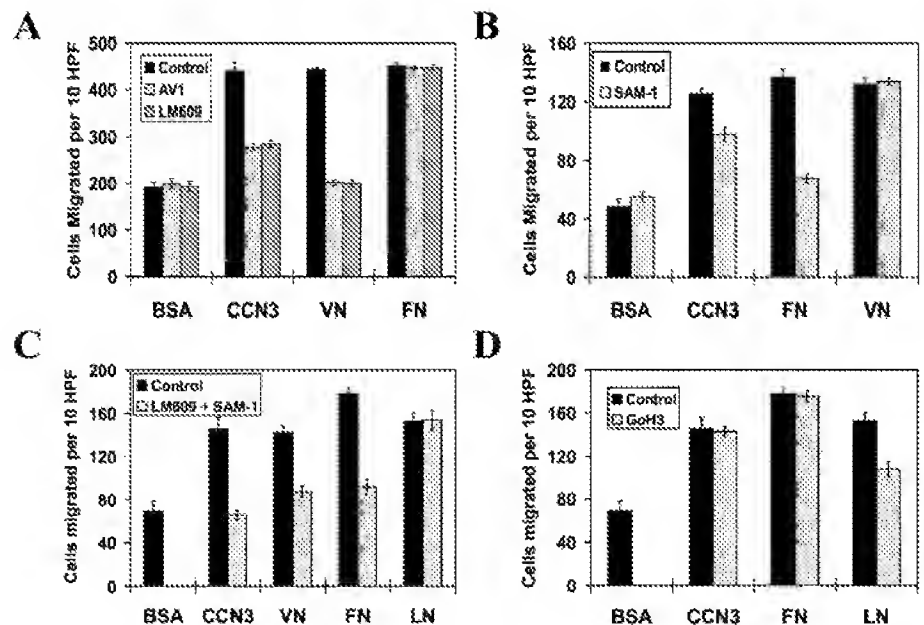 A
Cells Migrated per 10 HPF
500
400
300
200
100
0
Control
AV1
LM609
BSA CCN3 VN FN
B
Cells Migrated per 10 HPF
160
120
80
40
0
Control
SAM-1
BSA CCN3 FN VN
C
Cells migrated per 10 HPF
200
160
120
80
40
0
Control
LM609 + SAM-1
BSA CCN3 VN FN LN
D
Cells migrated per 10 HPF
200
160
120
80
40
0
Control
GoH3
BSA CCN3 FN LN